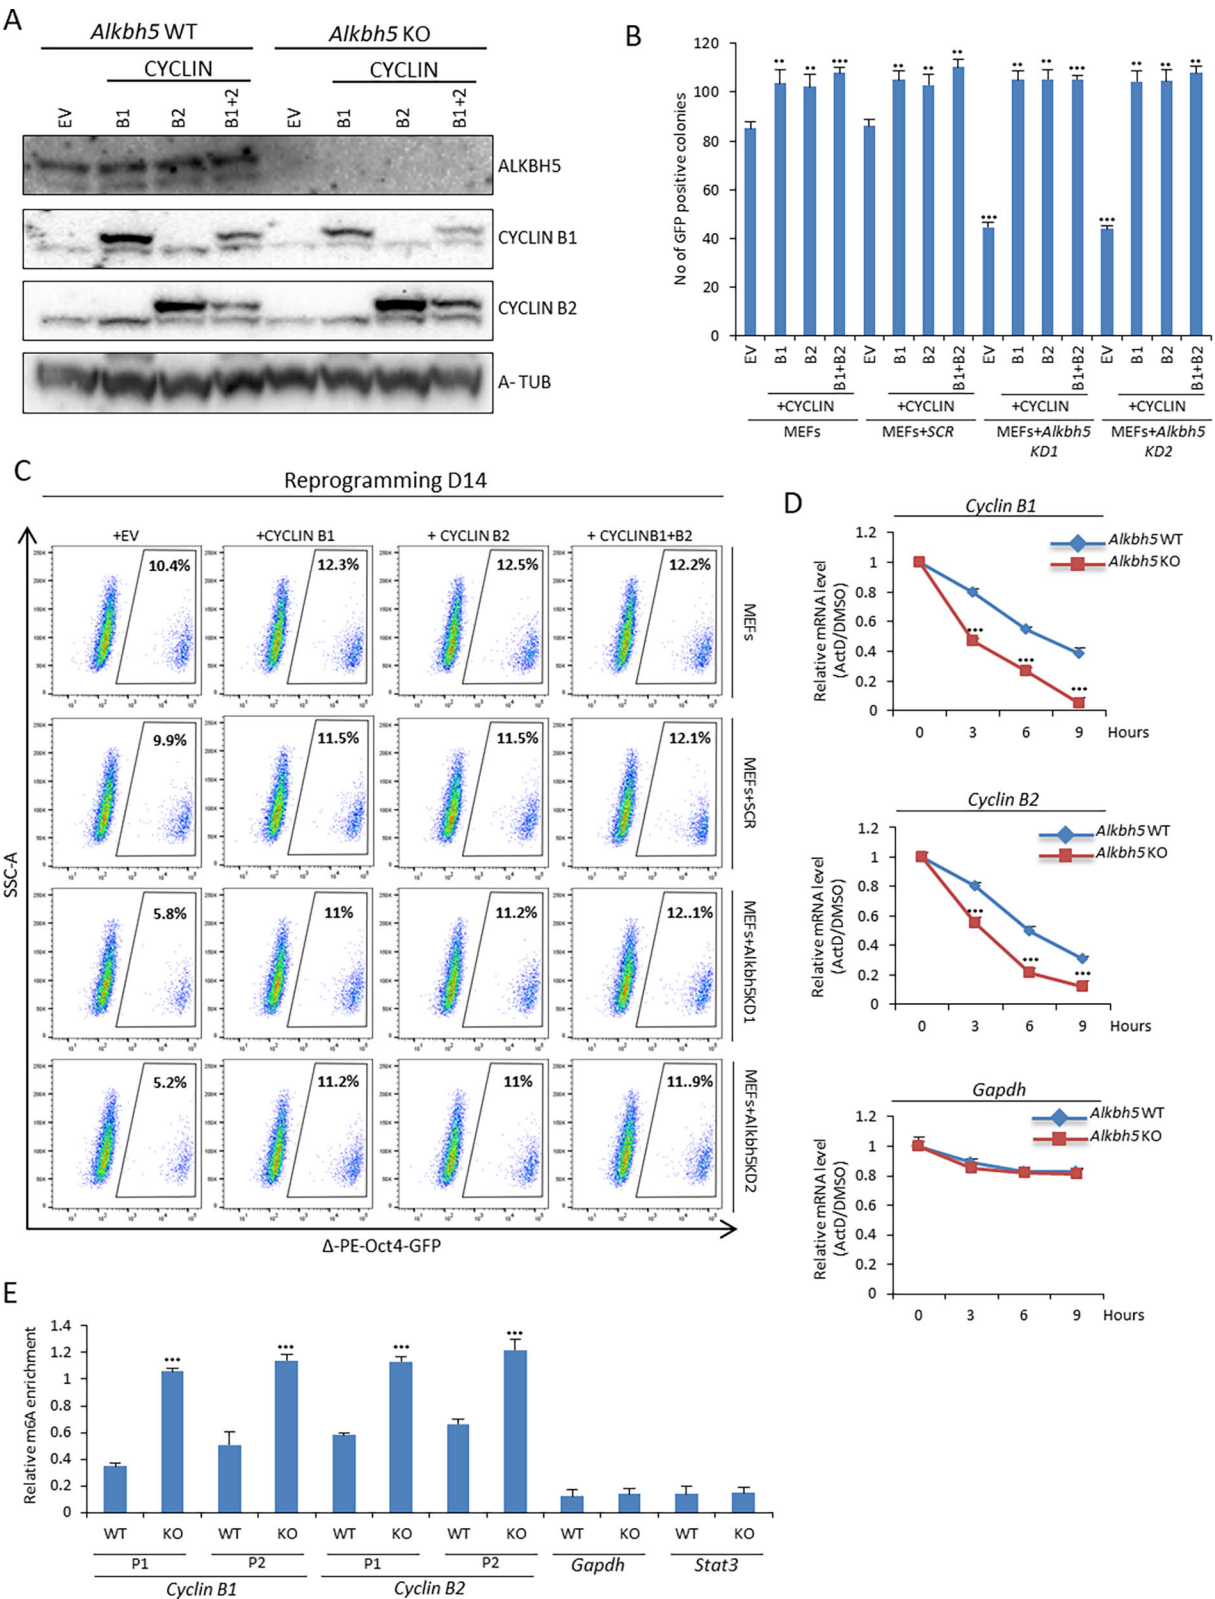 A
Alkbh5 WT
Alkbh5 KO
CYCLIN
CYCLIN
EV
B1
B2
B1+2
EV
B1
B2
B1+2
ALKBH5
CYCLIN B1
CYCLIN B2
A- TUB
B
No of GFP positive colonies
120
100
80
60
40
20
0
EV
B1
B2
B1+B2
EV
B1
B2
B1+B2
EV
B1
B2
B1+B2
EV
B1
B2
B1+B2
+CYCLIN
+CYCLIN
+CYCLIN
+CYCLIN
MEFs
MEFs+SCR
MEFs+Alkbh5
KD1
MEFs+Alkbh5
KD2
C
Reprogramming D14
+EV
+CYCLIN B1
+ CYCLIN B2
+ CYCLINB1+B2
10.4%
12.3%
12.5%
12.2%
MEFs
9.9%
11.5%
11.5%
12.1%
MEFs+SCR
5.8%
11%
11.2%
12..1%
MEFs+Alkbh5KD1
5.2%
11.2%
11%
11..9%
MEFs+Alkbh5KD2
SSC-A
Δ-PE-Oct4-GFP
D
Cyclin B1
Relative mRNA level
(ActD/DMSO)
1.2
1
0.8
0.6
0.4
0.2
0
Alkbh5 WT
Alkbh5 KO
0 3 6 9 Hours
Cyclin B2
Relative mRNA level
(ActD/DMSO)
1.2
1
0.8
0.6
0.4
0.2
0
Alkbh5 WT
Alkbh5 KO
0 3 6 9 Hours
Gapdh
Relative mRNA level
(ActD/DMSO)
1.2
1
0.8
0.6
0.4
0.2
0
Alkbh5 WT
Alkbh5 KO
0 3 6 9 Hours
E
Relative m6A enrichment
1.4
1.2
1
0.8
0.6
0.4
0.2
0
WT KO WT KO WT KO WT KO WT KO WT KO
P1 P2 P1 P2 Gapdh Stat3
Cyclin B1 Cyclin B2